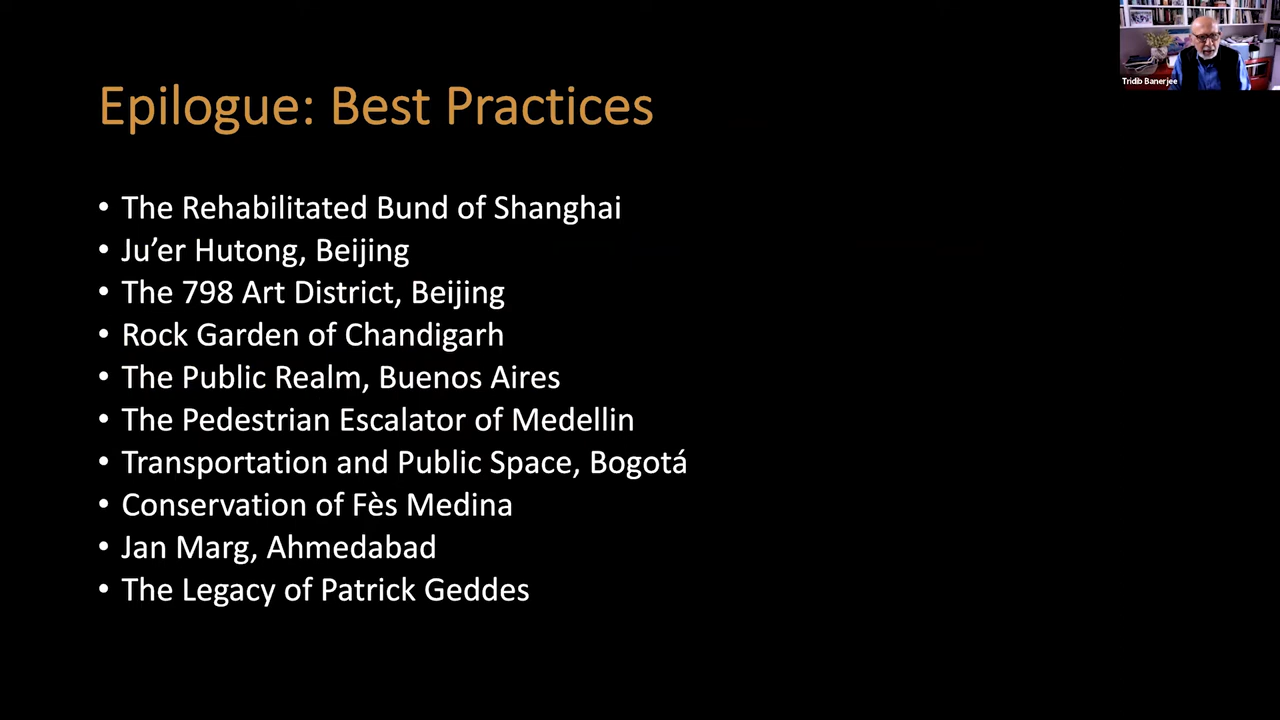 Tridib Banerjee
Epilogue: Best Practices
• The Rehabilitated Bund of Shanghai
• Ju’er Hutong, Beijing
• The 798 Art District, Beijing
• Rock Garden of Chandigarh
• The Public Realm, Buenos Aires
• The Pedestrian Escalator of Medellin
• Transportation and Public Space, Bogotá
• Conservation of Fès Medina
• Jan Marg, Ahmedabad
• The Legacy of Patrick Geddes